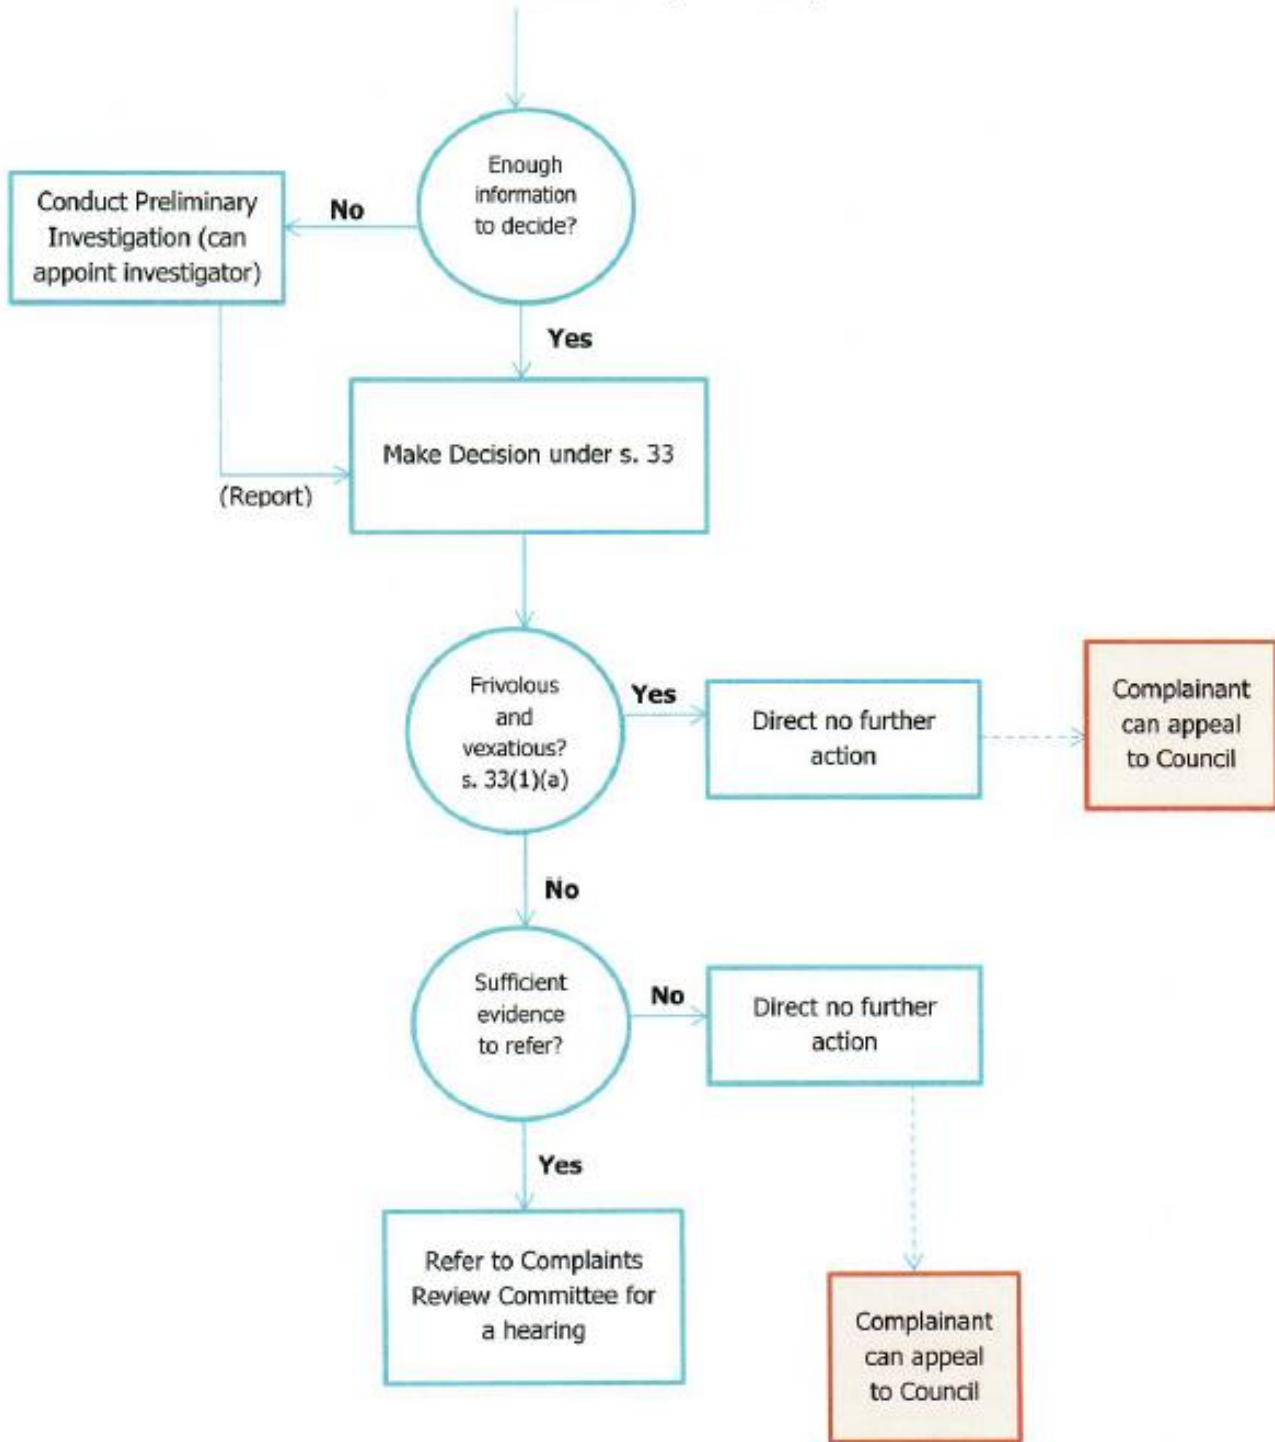 Enough
information
to decide?
No
Conduct Preliminary
Investigation (can
appoint investigator)
Yes
Make Decision under s. 33
(Report)
Frivolous
and
vexatious?
s. 33(1)(a)
Yes
Direct no further
action
Complainant
can appeal
to Council
No
Sufficient
evidence
to refer?
No
Direct no further
action
Yes
Refer to Complaints
Review Committee for
a hearing
Complainant
can appeal
to Council